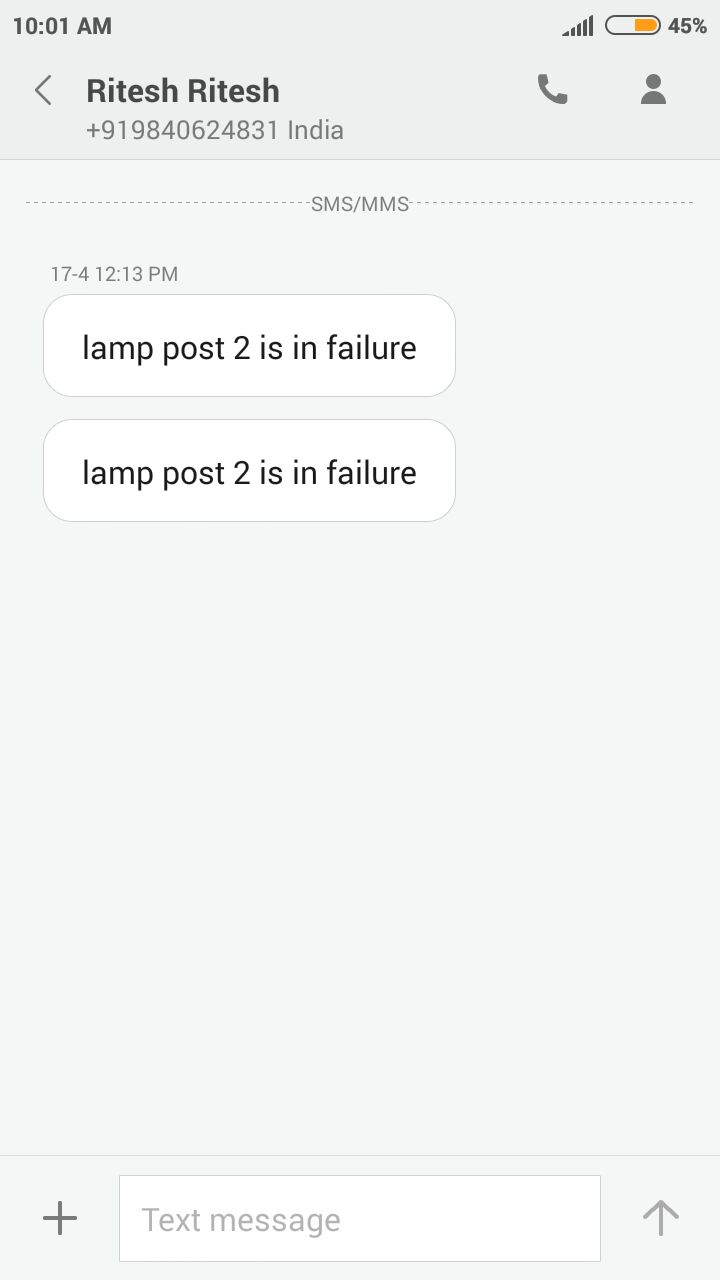 10:01 AM 45%
Ritesh Ritesh
+919840624831 India
SMS/MMS
17-4 12:13 PM
lamp post 2 is in failure
lamp post 2 is in failure
Text message